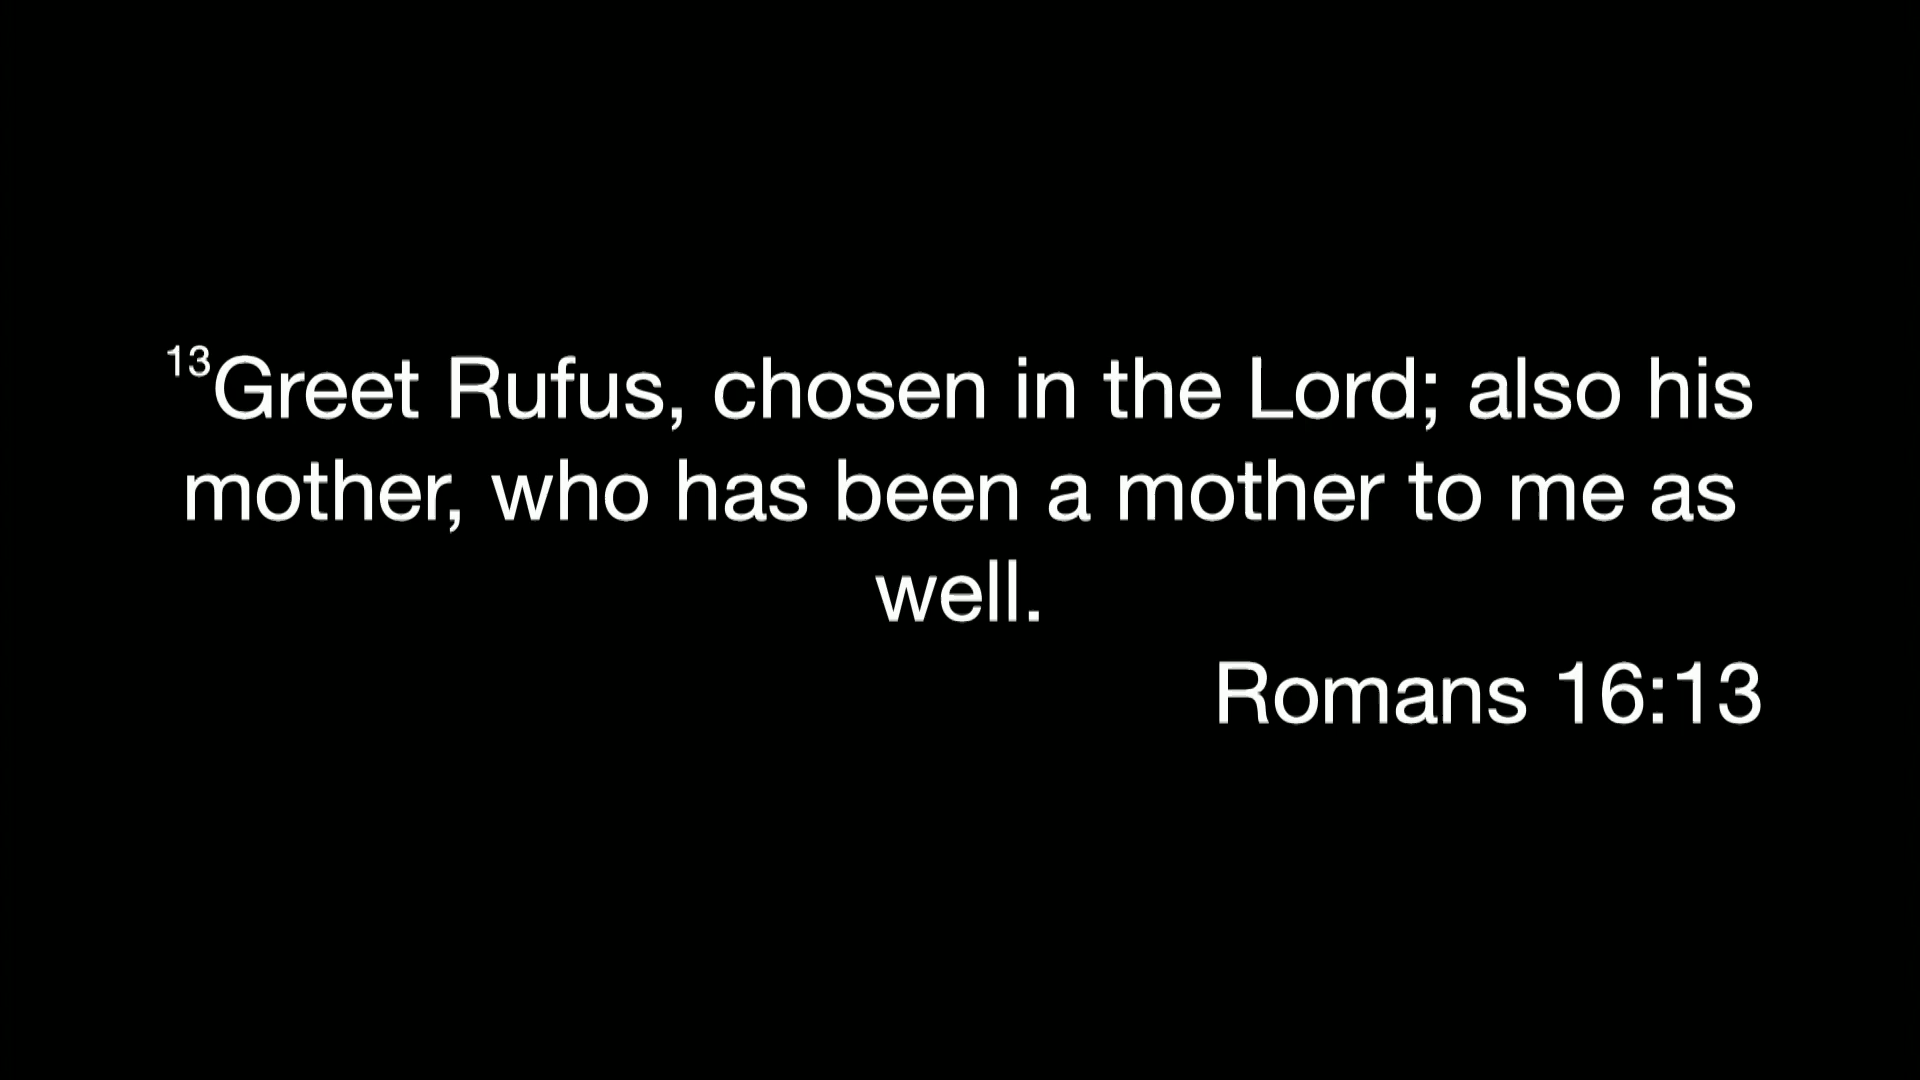 13Greet Rufus, chosen in the Lord; also his
mother, who has been a mother to me as
well.
Romans 16:13